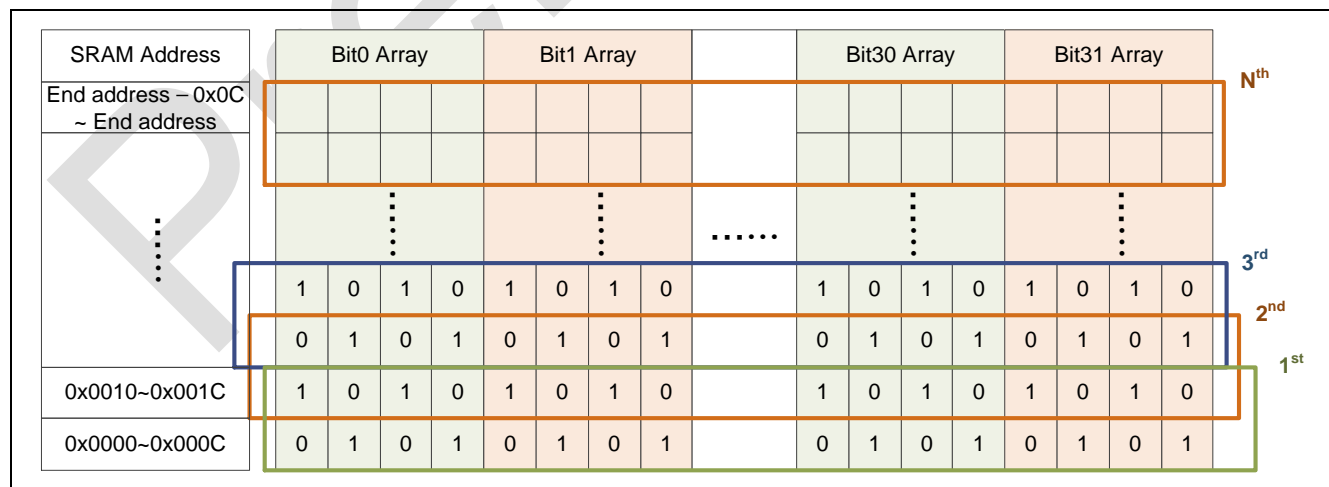 SRAM Address Bit0 Array Bit1 Array Bit30 Array Bit31 Array
End address – 0x0C
~ End address
Nth
......
3rd
1 0 1 0 1 0 1 0 1 0 1 0 1 0 1 0
2nd
0 1 0 1 0 1 0 1 0 1 0 1 0 1 0 1
1st
0x0010~0x001C 1 0 1 0 1 0 1 0 1 0 1 0 1 0 1 0
0x0000~0x000C 0 1 0 1 0 1 0 1 0 1 0 1 0 1 0 1